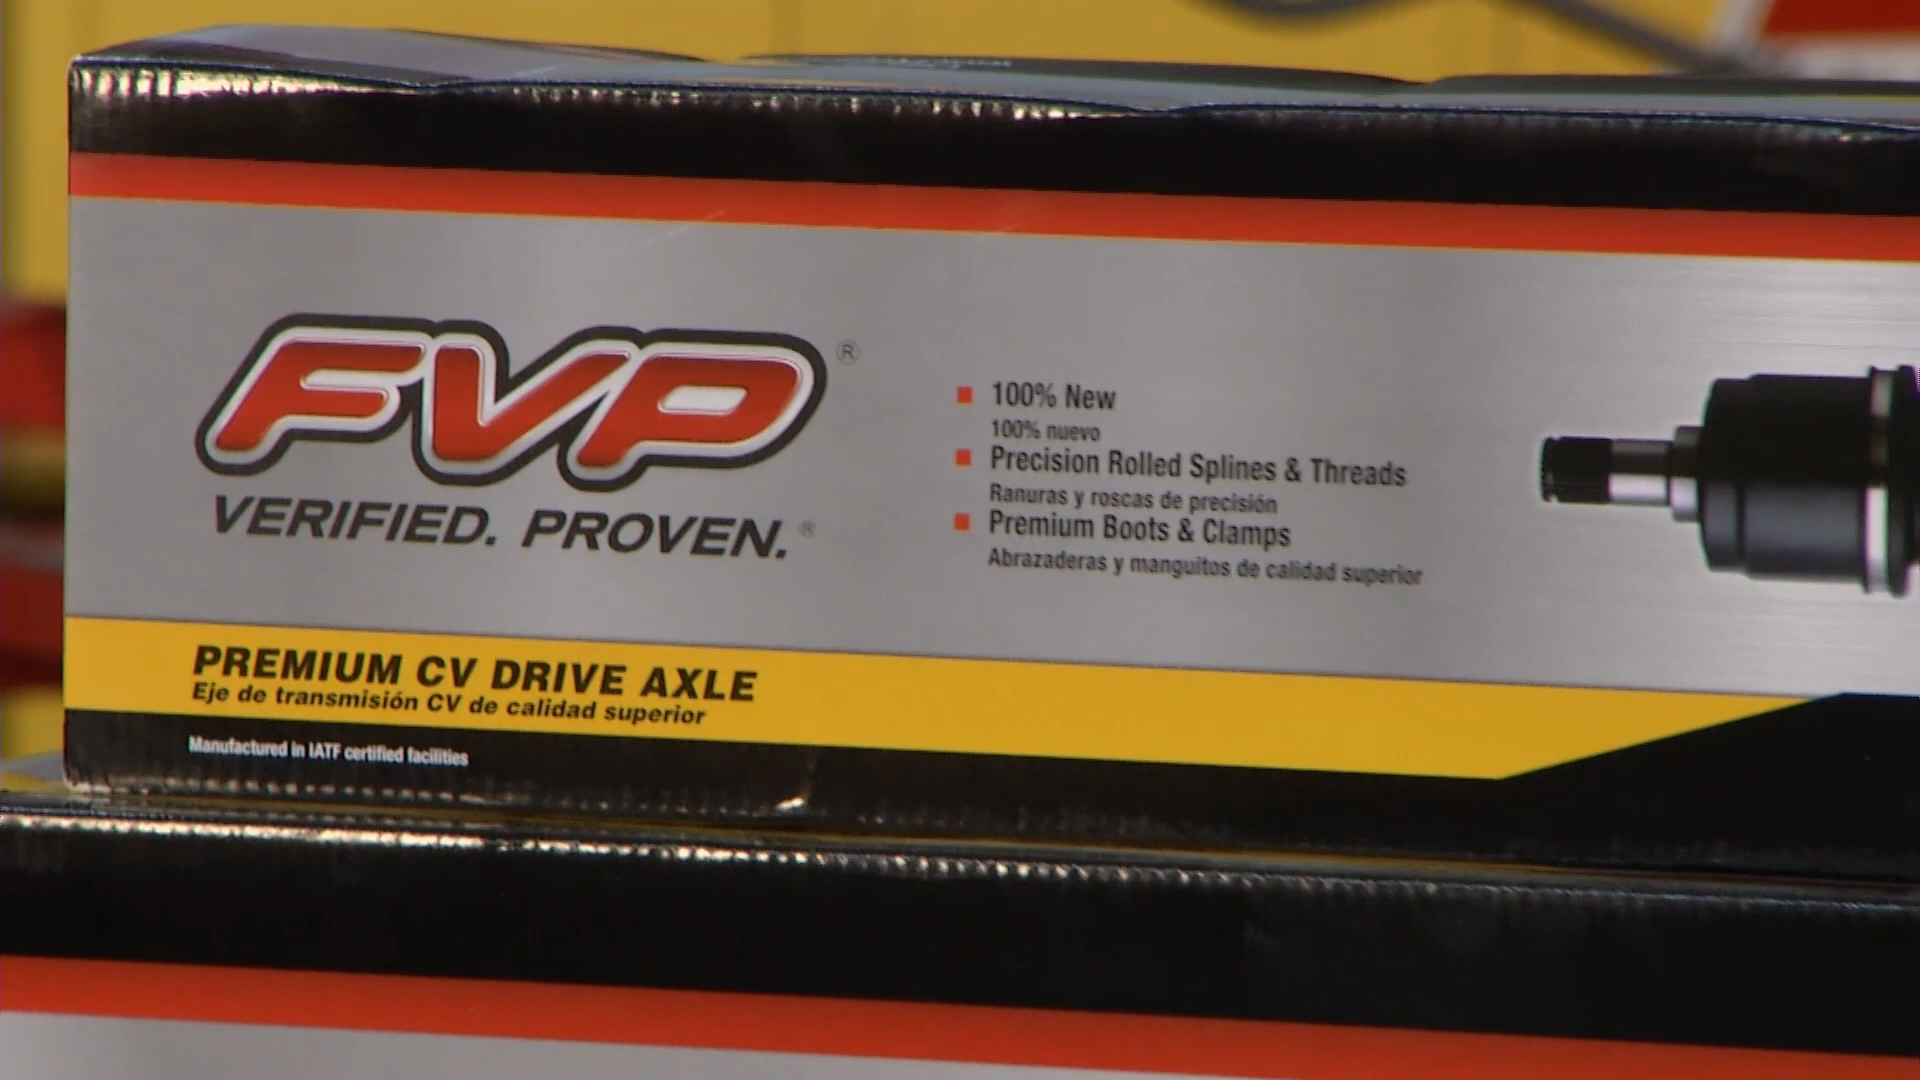 FVP®
VERIFIED. PROVEN.®
100% New
100% nuevo
Precision Rolled Splines & Threads
Ranuras y roscas de precisión
Premium Boots & Clamps
Abrazaderas y manguitos de calidad superior
PREMIUM CV DRIVE AXLE
Eje de transmisión CV de calidad superior
Manufactured in IATF certified facilities